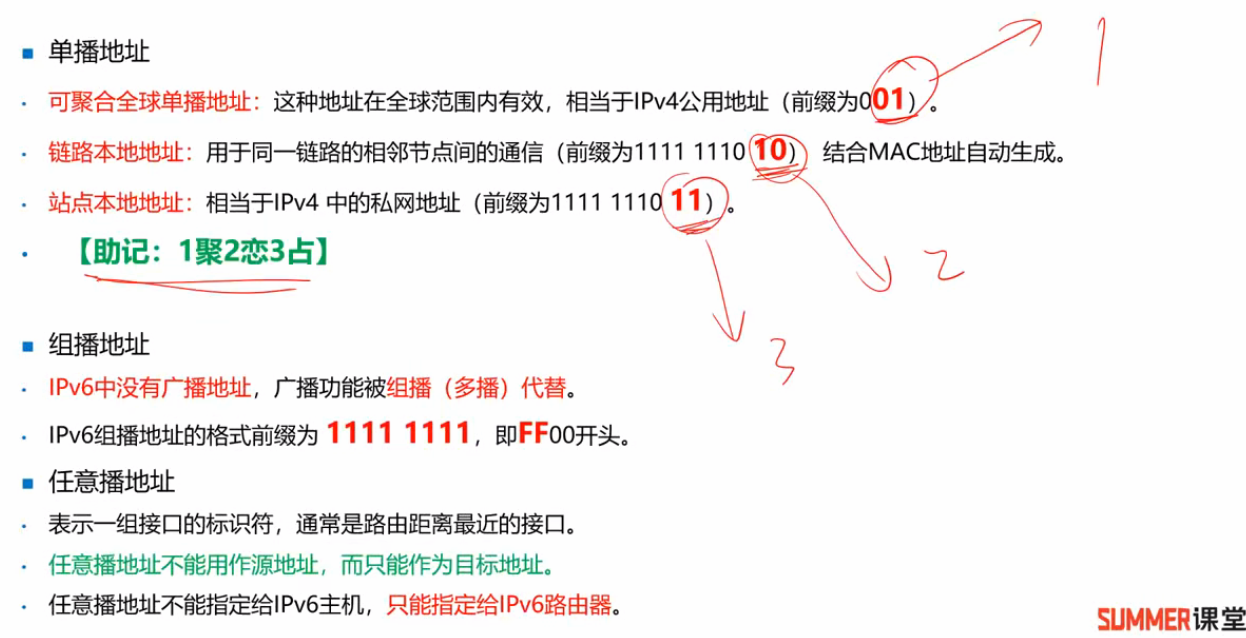 单播地址
可聚合全球单播地址：这种地址在全球范围内有效，相当于IPv4公用地址（前缀为001）。
链路本地地址：用于同一链路的相邻节点间的通信（前缀为1111 1110 10） 结合MAC地址自动生成。
站点本地地址：相当于IPv4 中的私网地址（前缀为1111 1110 11）。
【助记：1聚2恋3占】
1
2
3
组播地址
IPv6中没有广播地址，广播功能被组播（多播）代替。
IPv6组播地址的格式前缀为 1111 1111，即FF00开头。
任意播地址
表示一组接口的标识符，通常是路由距离最近的接口。
任意播地址不能用作源地址，而只能作为目标地址。
任意播地址不能指定给IPv6主机，只能指定给IPv6路由器。
SUMMER课堂